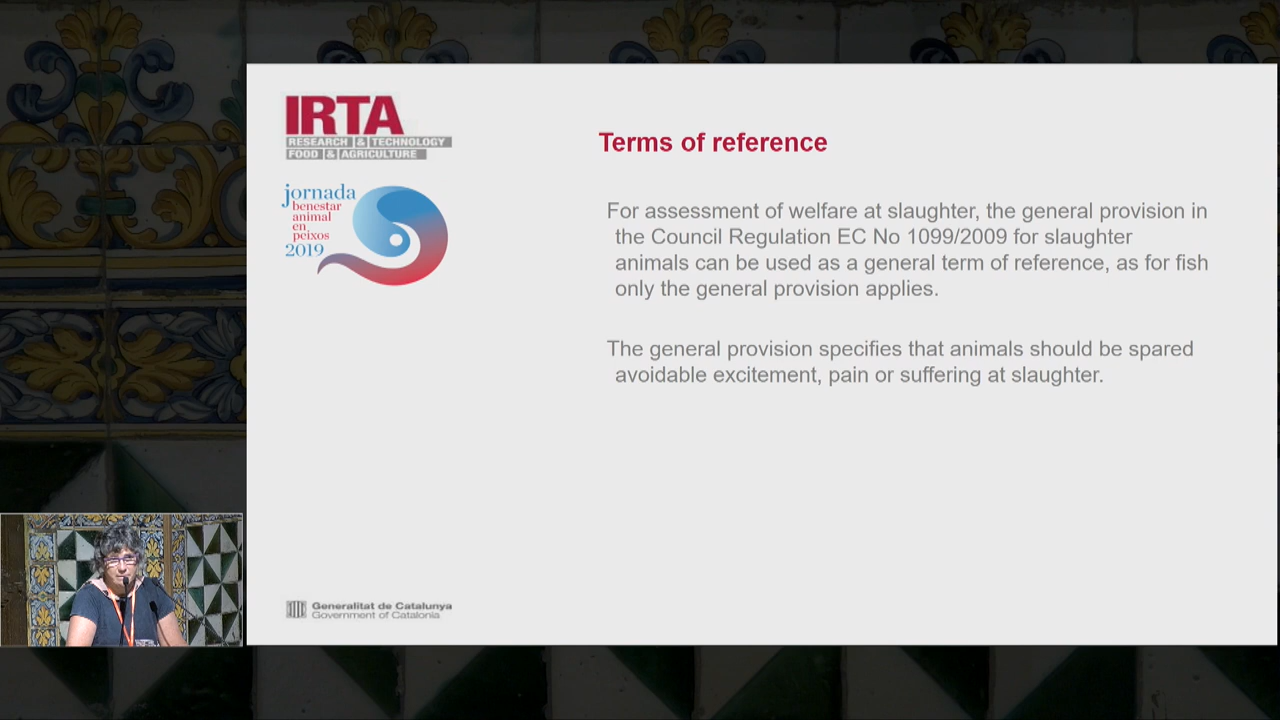 IRTA
RESEARCH & TECHNOLOGY
FOOD & AGRICULTURE
jornada
benestar
animal
en
peixos
2019
Terms of reference
For assessment of welfare at slaughter, the general provision in
the Council Regulation EC No 1099/2009 for slaughter
animals can be used as a general term of reference, as for fish
only the general provision applies.
The general provision specifies that animals should be spared
avoidable excitement, pain or suffering at slaughter.
Generalitat de Catalunya
Government of Catalonia